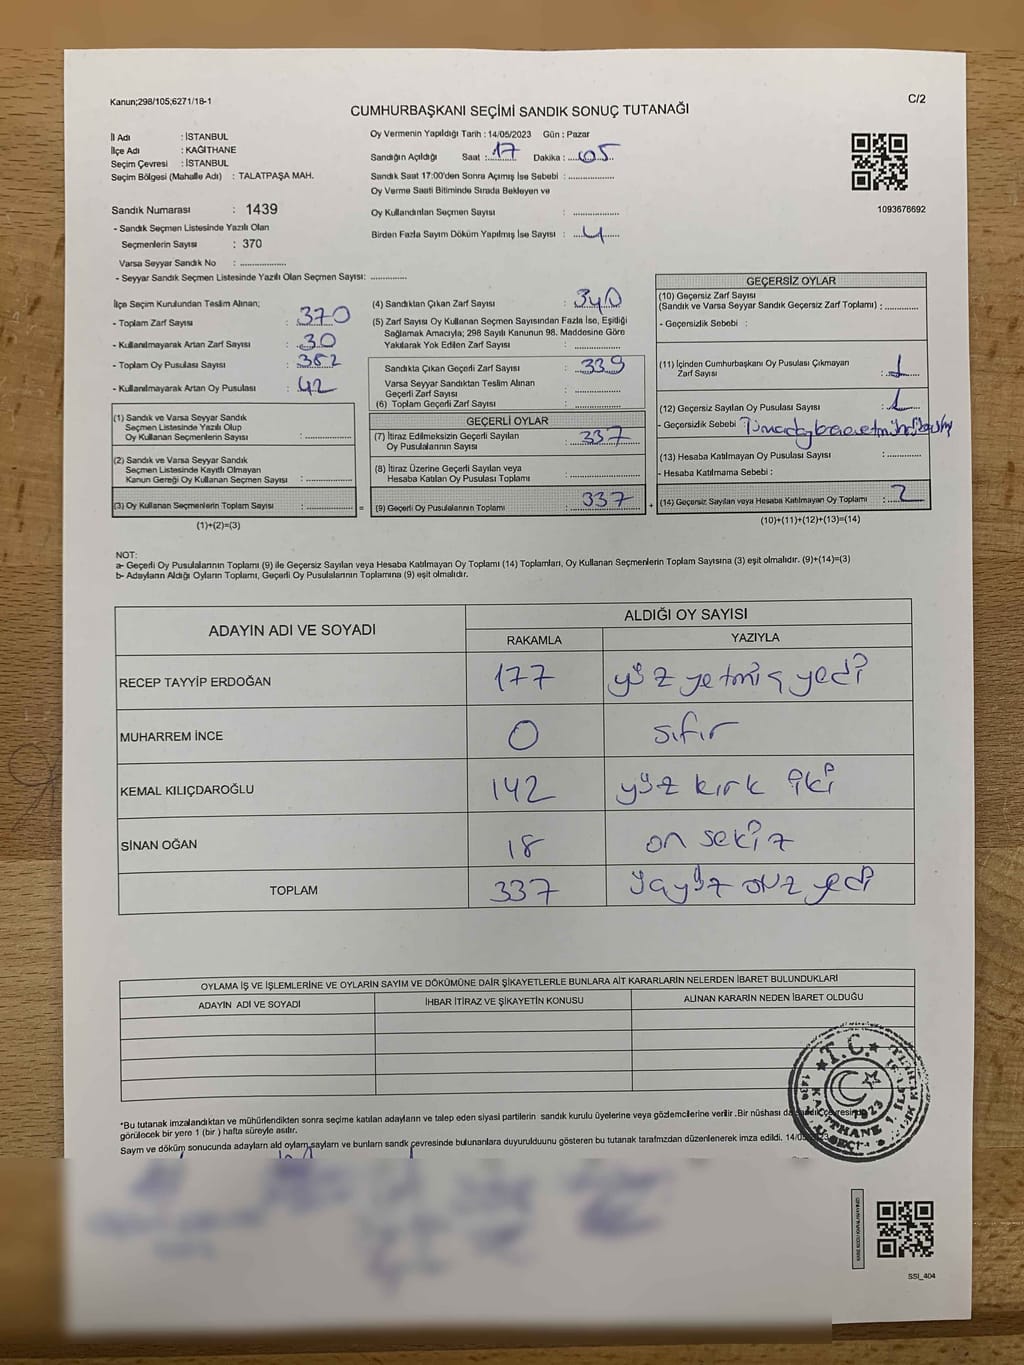 Kanun;298/105;6271/18-1
C/2
CUMHURBAŞKANI SEÇİMİ SANDIK SONUÇ TUTANAĞI
İl Adı : İSTANBUL
İlçe Adı : KAĞITHANE
Seçim Çevresi : İSTANBUL
Seçim Bölgesi (Mahalle Adı) : TALATPAŞA MAH.
Oy Vermenin Yapıldığı Tarih : 14/05/2023 Gün : Pazar
Sandığın Açıldığı Saat : 17 Dakika : 05
Sandık Saat 17:00'den Sonra Açımış İse Sebebi :
Oy Verme Saati Bitiminde Sırada Bekleyen ve
Oy Kullandırılan Seçmen Sayısı :
Birden Fazla Sayım Döküm Yapılmış İse Sayısı : 4
1093676692
Sandık Numarası : 1439
- Sandık Seçmen Listesinde Yazılı Olan
Seçmenlerin Sayısı : 370
Varsa Seyyar Sandık No :
- Seyyar Sandık Seçmen Listesinde Yazılı Olan Seçmen Sayısı:
İlçe Seçim Kurulundan Teslim Alınan;
- Toplam Zarf Sayısı : 370
- Kullanılmayarak Artan Zarf Sayısı : 30
- Toplam Oy Pusulası Sayısı : 382
- Kullanılmayarak Artan Oy Pusulası : 42
(1) Sandık ve Varsa Seyyar Sandık
Seçmen Listesinde Yazılı Olup
Oy Kullanan Seçmenlerin Sayısı :
(2) Sandık ve Varsa Seyyar Sandık
Seçmen Listesinde Kayıtlı Olmayan
Kanun Gereği Oy Kullanan Seçmen Sayısı :
(3) Oy Kullanan Seçmenlerin Toplam Sayısı : =
(1)+(2)=(3)
(4) Sandıktan Çıkan Zarf Sayısı : 340
(5) Zarf Sayısı Oy Kullanan Seçmen Sayısından Fazla İse, Eşitliği
Sağlamak Amacıyla; 298 Sayılı Kanunun 98. Maddesine Göre
Yakılarak Yok Edilen Zarf Sayısı :
Sandıkta Çıkan Geçerli Zarf Sayısı : 339
Varsa Seyyar Sandıktan Teslim Alınan
Geçerli Zarf Sayısı :
(6) Toplam Geçerli Zarf Sayısı :
GEÇERLİ OYLAR
(7) İtiraz Edilmeksizin Geçerli Sayılan
Oy Pusulası Sayısı : 337
(8) İtiraz Üzerine Geçerli Sayılan veya
Hesaba Katılan Oy Pusulası Toplamı :
(9) Geçerli Oy Pusulalarının Toplamı : 337 +
GEÇERSİZ OYLAR
(10) Geçersiz Zarf Sayısı
(Sandık ve Varsa Seyyar Sandık Geçersiz Zarf Toplamı) :
- Geçersizlik Sebebi :
(11) İçinden Cumhurbaşkanı Oy Pusulası Çıkmayan
Zarf Sayısı : 1
(12) Geçersiz Sayılan Oy Pusulası Sayısı : 1
- Geçersizlik Sebebi
(13) Hesaba Katılmayan Oy Pusulası Sayısı :
- Hesaba Katılmama Sebebi :
(14) Geçersiz Sayılan veya Hesaba Katılmayan Oy Toplamı : 2
(10)+(11)+(12)+(13)=(14)
NOT:
a- Geçerli Oy Pusulalarının Toplamı (9) ile Geçersiz Sayılan veya Hesaba Katılmayan Oy Toplamı (14) Toplamları, Oy Kullanan Seçmenlerin Toplam Sayısına (3) eşit olmalıdır. (9)+(14)=(3)
b- Adayların Aldığı Oyların Toplamı, Geçerli Oy Pusulalarının Toplamına (9) eşit olmalıdır.
ADAYIN ADI VE SOYADI
ALDIĞI OY SAYISI
RAKAMLA YAZIYLA
RECEP TAYYİP ERDOĞAN 177 yüz yetmiş yedi
MUHARREM İNCE 0 sıfır
KEMAL KILIÇDAROĞLU 142 yüz kırk iki
SİNAN OĞAN 18 on sekiz
TOPLAM 337 yedi
OYLAMA İŞ VE İŞLEMLERİNE VE OYLARIN SAYIM VE DÖKÜMÜNE DAİR ŞİKAYETLERLE BUNLARA AİT KARARLARIN NELERDEN İBARET BULUNDUKLARI
ADAYIN ADI VE SOYADI İHBAR İTİRAZ VE ŞİKAYETİN KONUSU ALINAN KARARIN NEDEN İBARET OLDUĞU
*Bu tutanak imzalandıktan ve mühürlendikten sonra seçime katılan adayların ve talep eden siyasi partilerin sandık kurulu üyelerine veya gözlemcilerine verilir .Bir nüshası da sandık çevresinde
görülecek bir yere 1 (bir ) hafta süreyle asılır.
Saym ve döküm sonucunda adayların ald oyların saylarn ve bunların sandk çevresinde bulunanlara duyurulduunu gösteren bu tutanak tarafmzdan düzenlenerek imza edildi. 14/05
T.C.
1923
1439
SSI_404